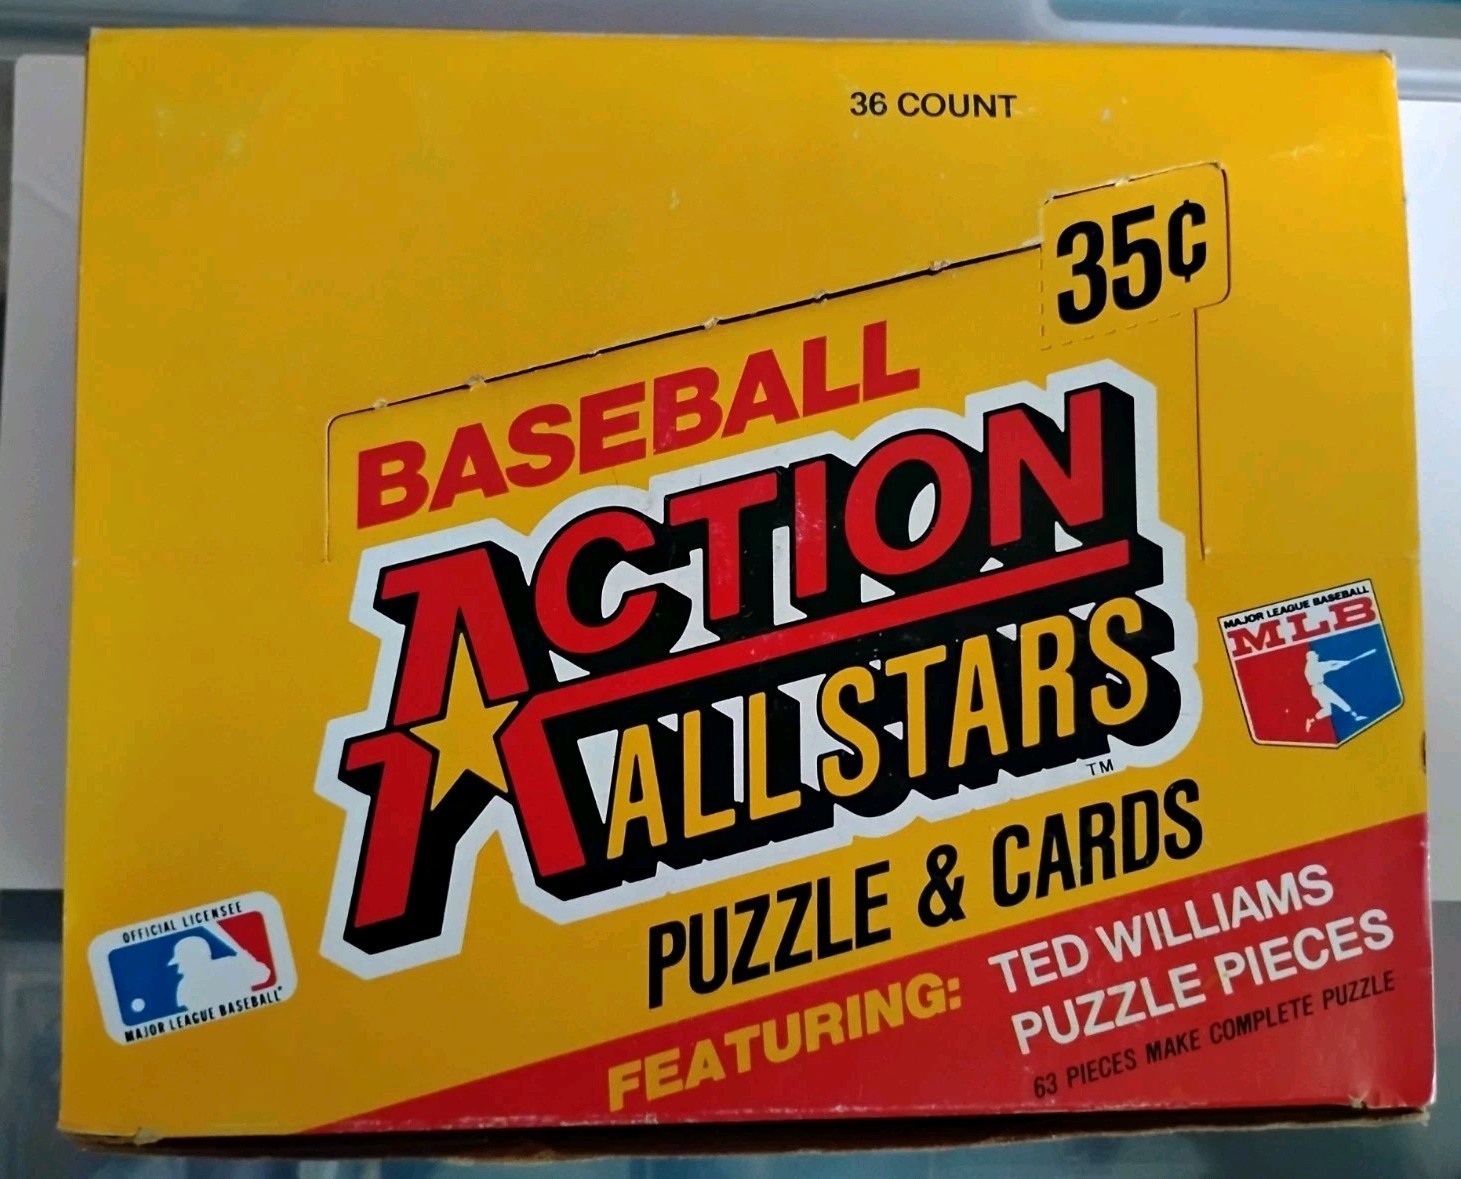 36 COUNT
35¢
BASEBALL
ACTION
ALL STARS
TM
PUZZLE & CARDS
MAJOR LEAGUE BASEBALL
MLB
OFFICIAL LICENSEE
MAJOR LEAGUE BASEBALL
FEATURING:
TED WILLIAMS
PUZZLE PIECES
63 PIECES MAKE COMPLETE PUZZLE